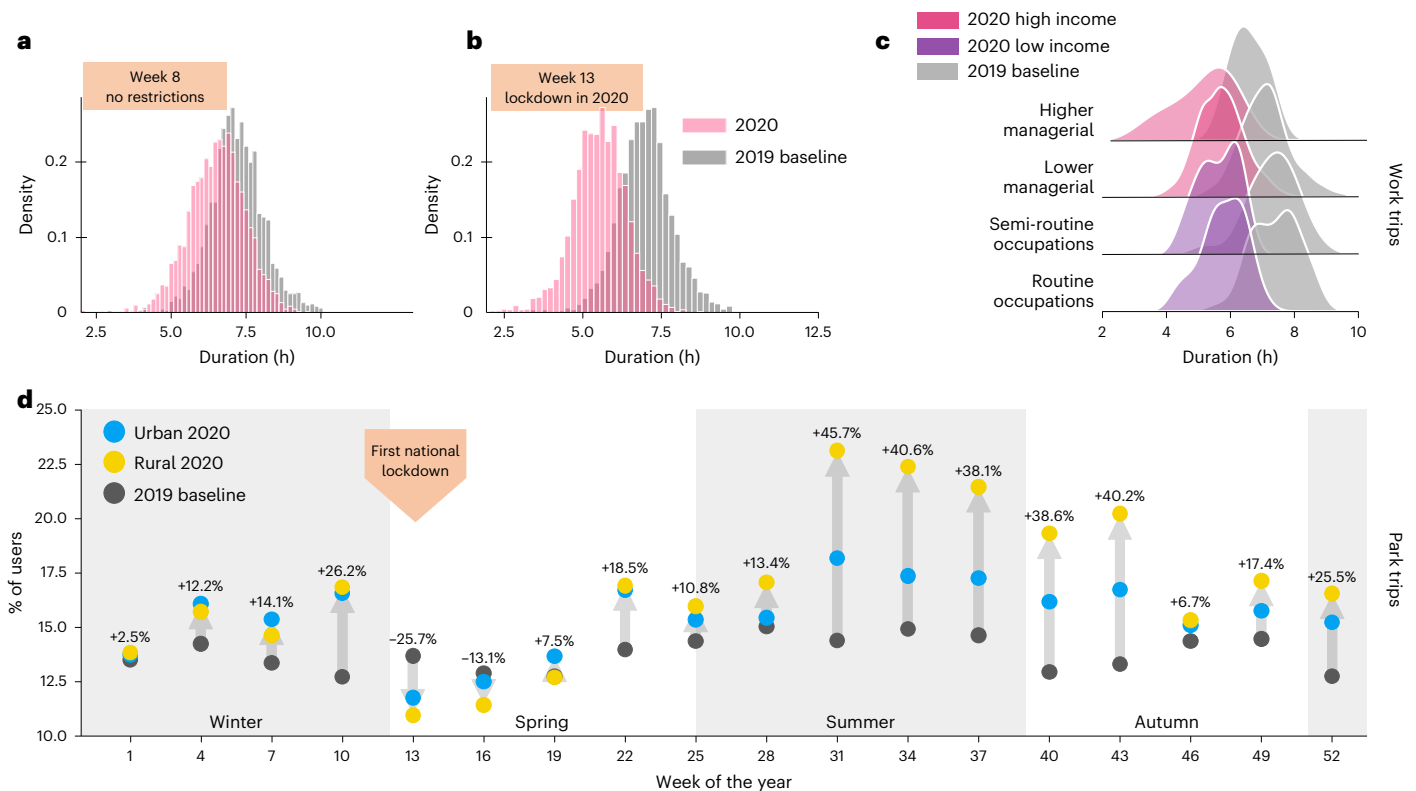 a
Week 8
no restrictions
Density
0.2
0.1
0
2.5
5.0
7.5
10.0
Duration (h)
b
Week 13
lockdown in 2020
2020
2019 baseline
Density
0.2
0.1
0
2.5
5.0
7.5
10.0
12.5
Duration (h)
c
2020 high income
2020 low income
2019 baseline
Higher
managerial
Lower
managerial
Semi-routine
occupations
Routine
occupations
2
4
6
8
10
Duration (h)
Work trips
d
25.0
22.5
20.0
17.5
15.0
12.5
10.0
% of users
Urban 2020
Rural 2020
2019 baseline
First national
lockdown
+2.5%
+12.2%
+14.1%
+26.2%
−25.7%
−13.1%
+7.5%
+18.5%
+10.8%
+13.4%
+45.7%
+40.6%
+38.1%
+38.6%
+40.2%
+6.7%
+17.4%
+25.5%
Winter
Spring
Summer
Autumn
1
4
7
10
13
16
19
22
25
28
31
34
37
40
43
46
49
52
Week of the year
Park trips